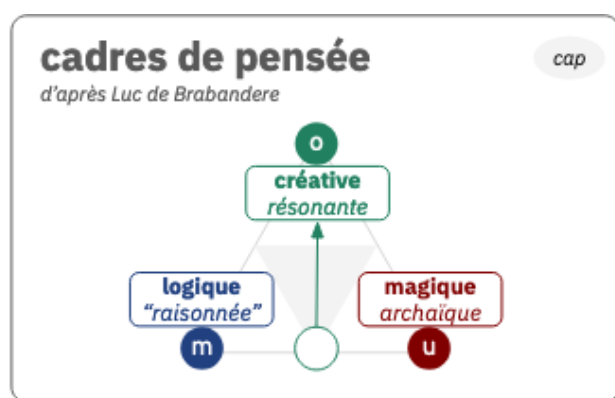 cadres de pensée
cap
d'après Luc de Brabandere
o
créative
résonante
logique
“raisonnée”
magique
archaïque
m
u